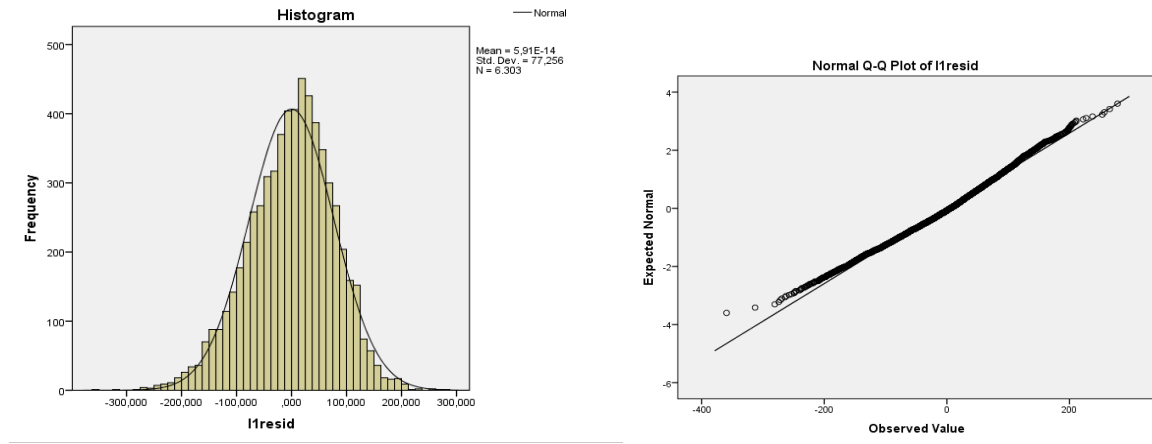 Histogram
Normal
Mean = 5,91E-14
Std. Dev. = 77,256
N = 6.303
500
400
300
200
100
0
Frequency
-300,000
-200,000
-100,000
,000
100,000
200,000
300,000
l1resid
Normal Q-Q Plot of l1resid
4
2
0
-2
-4
-6
Expected Normal
-400
-200
0
200
Observed Value